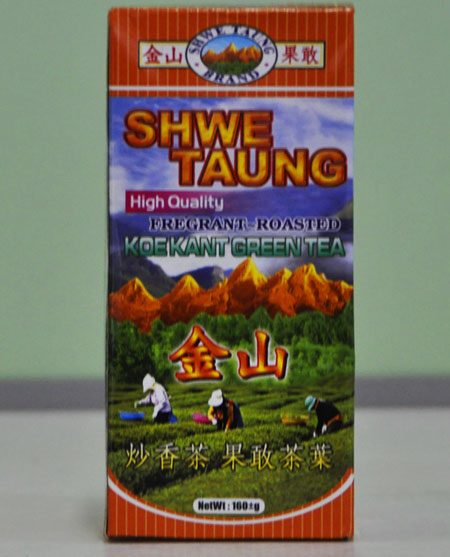 金山 SHWE TAUNG BRAND 果敢
SHWE
TAUNG
High Quality
FREGRANT-ROASTED
KOE KANT GREEN TEA
金山
炒香茶 果敢茶葉
NetWt : 160±g